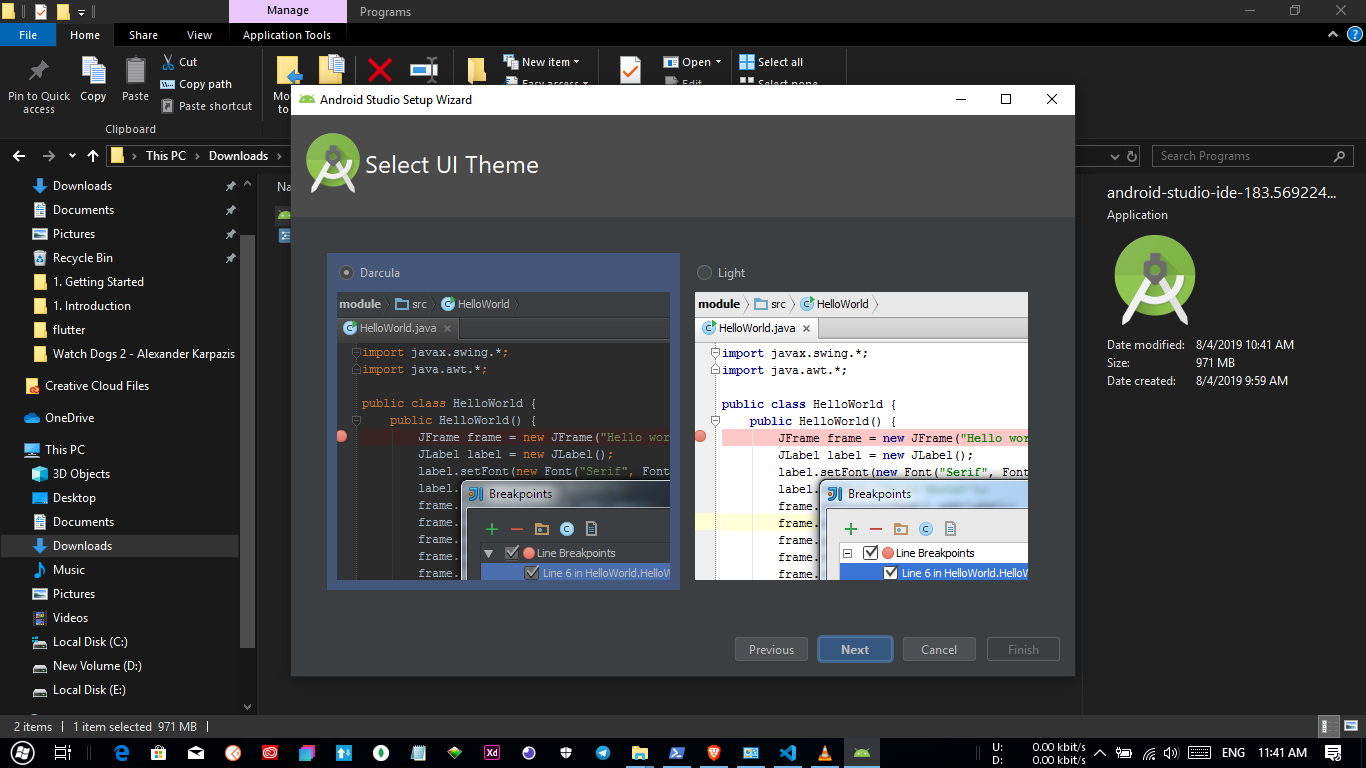 Manage
Programs
File
Home
Share
View
Application Tools
Pin to Quick access
Copy
Paste
Cut
Copy path
Paste shortcut
Clipboard
New item
Easy access
Open
Edit
Select all
Select none
This PC
Downloads
Search Programs
Downloads
Documents
Pictures
Recycle Bin
1. Getting Started
1. Introduction
flutter
Watch Dogs 2 - Alexander Karpazis
Creative Cloud Files
OneDrive
This PC
3D Objects
Desktop
Documents
Downloads
Music
Pictures
Videos
Local Disk (C:)
New Volume (D:)
Local Disk (E:)
Android Studio Setup Wizard
Select UI Theme
Darcula
module src HelloWorld
HelloWorld.java
import javax.swing.*;
import java.awt.*;
public class HelloWorld {
public HelloWorld() {
JFrame frame = new JFrame("Hello wor
JLabel label = new JLabel();
label.setFont(new Font("Serif", Font
label.
frame.
frame.
frame.
frame.
frame.
Breakpoints
Line Breakpoints
Line 6 in HelloWorld.HelloW
Light
module src HelloWorld
HelloWorld.java
import javax.swing.*;
import java.awt.*;
public class HelloWorld {
public HelloWorld() {
JFrame frame = new JFrame("Hello wor
JLabel label = new JLabel();
label.setFont(new Font("Serif", Font
label.
frame.
frame.
frame.
frame.
frame.
Breakpoints
Line Breakpoints
Line 6 in HelloWorld.HelloW
Previous
Next
Cancel
Finish
android-studio-ide-183.569224...
Application
Date modified: 8/4/2019 10:41 AM
Size: 971 MB
Date created: 8/4/2019 9:59 AM
2 items
1 item selected 971 MB
Xd
U: 0.00 kbit/s
D: 0.00 kbit/s
ENG
11:41 AM